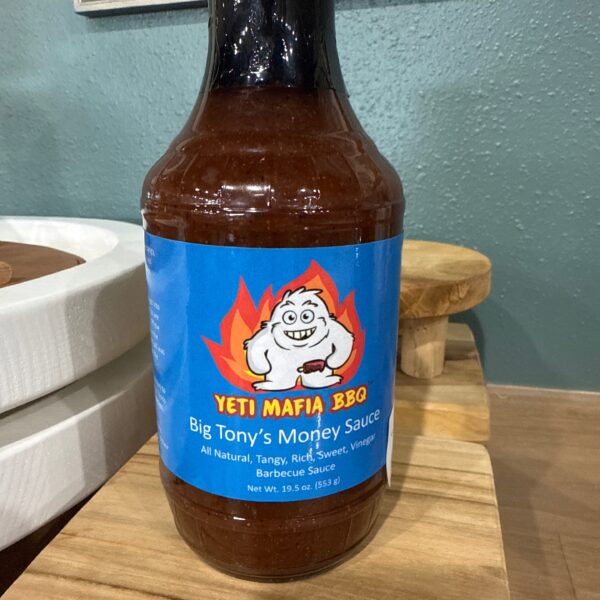 YETI MAFIA BBQ
Big Tony's Money Sauce
All Natural, Tangy, Rich, Sweet, Vinegar
Barbecue Sauce
Net Wt. 19.5 oz. (553 g)